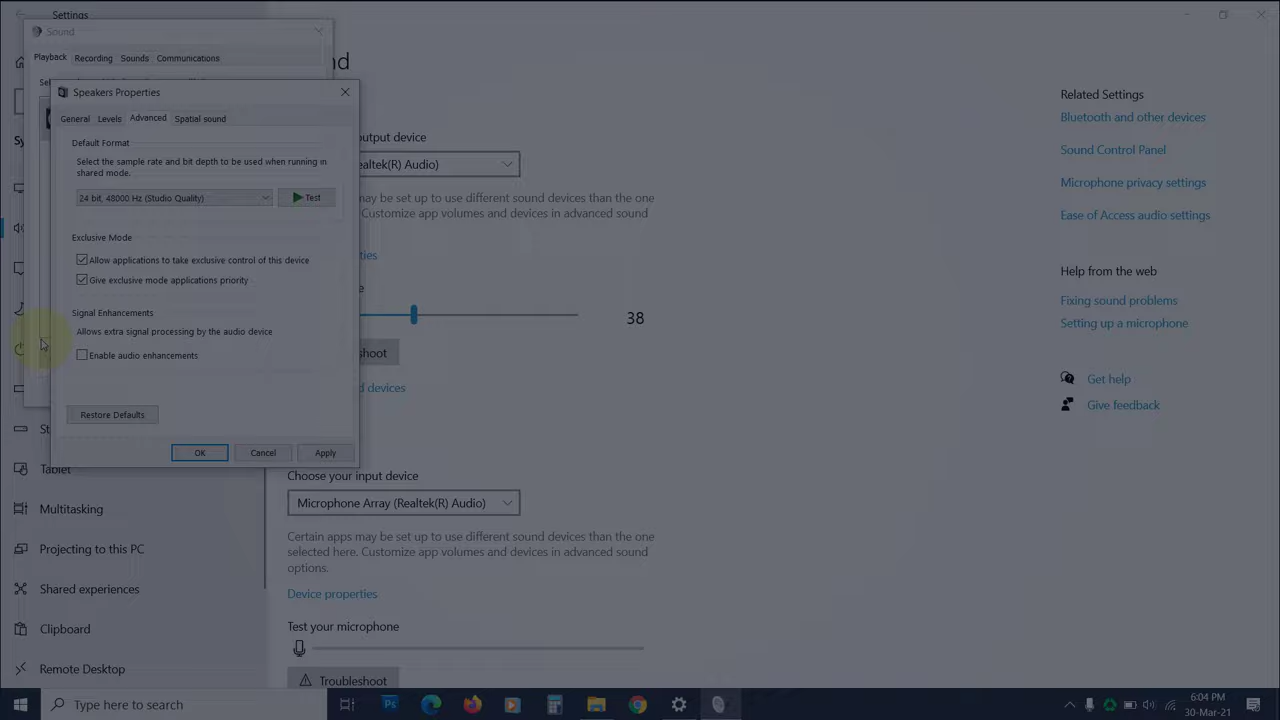 Settings
Sound
Playback
Recording
Sounds
Communications
nd
Speakers Properties
General
Levels
Advanced
Spatial sound
Default Format
Select the sample rate and bit depth to be used when running in
shared mode.
24 bit, 48000 Hz (Studio Quality)
Test
Exclusive Mode
Allow applications to take exclusive control of this device
Give exclusive mode applications priority
Signal Enhancements
Allows extra signal processing by the audio device
Enable audio enhancements
Restore Defaults
OK
Cancel
Apply
output device
ealtek(R) Audio)
may be set up to use different sound devices than the one
. Customize app volumes and devices in advanced sound
ties
e
38
hoot
d devices
Choose your input device
Microphone Array (Realtek(R) Audio)
Certain apps may be set up to use different sound devices than the one
selected here. Customize app volumes and devices in advanced sound
options.
Device properties
Test your microphone
Troubleshoot
Related Settings
Bluetooth and other devices
Sound Control Panel
Microphone privacy settings
Ease of Access audio settings
Help from the web
Fixing sound problems
Setting up a microphone
Get help
Give feedback
Sy
St
Tablet
Multitasking
Projecting to this PC
Shared experiences
Clipboard
Remote Desktop
Type here to search
Ps
6:04 PM
30-Mar-21